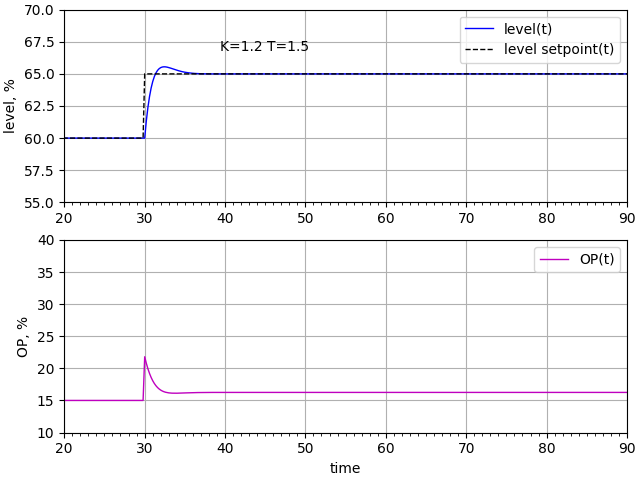 70.0
67.5
65.0
62.5
60.0
57.5
55.0
level, %
K=1.2 T=1.5
level(t)
level setpoint(t)
20 30 40 50 60 70 80 90
40
35
30
25
20
15
10
OP, %
OP(t)
20 30 40 50 60 70 80 90
time